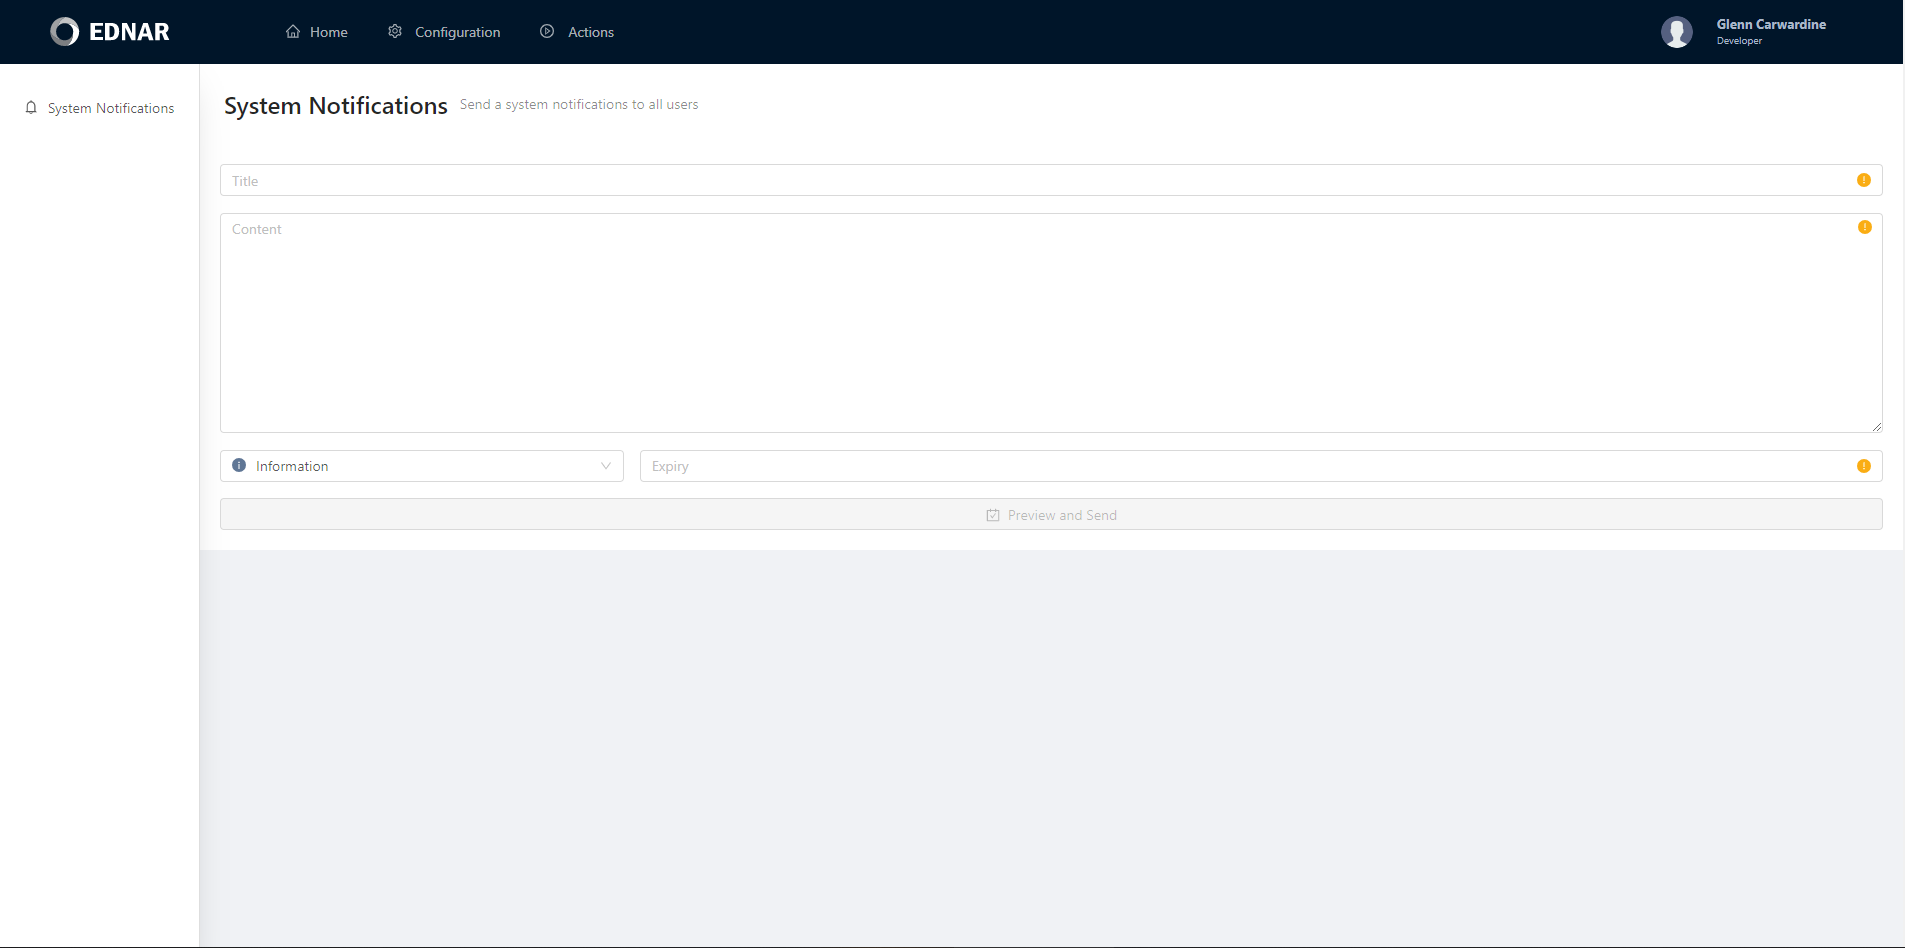 EDNAR
Home
Configuration
Actions
Glenn Carwardine
Developer
System Notifications
System Notifications
Send a system notifications to all users
Title
Content
Information
Expiry
Preview and Send